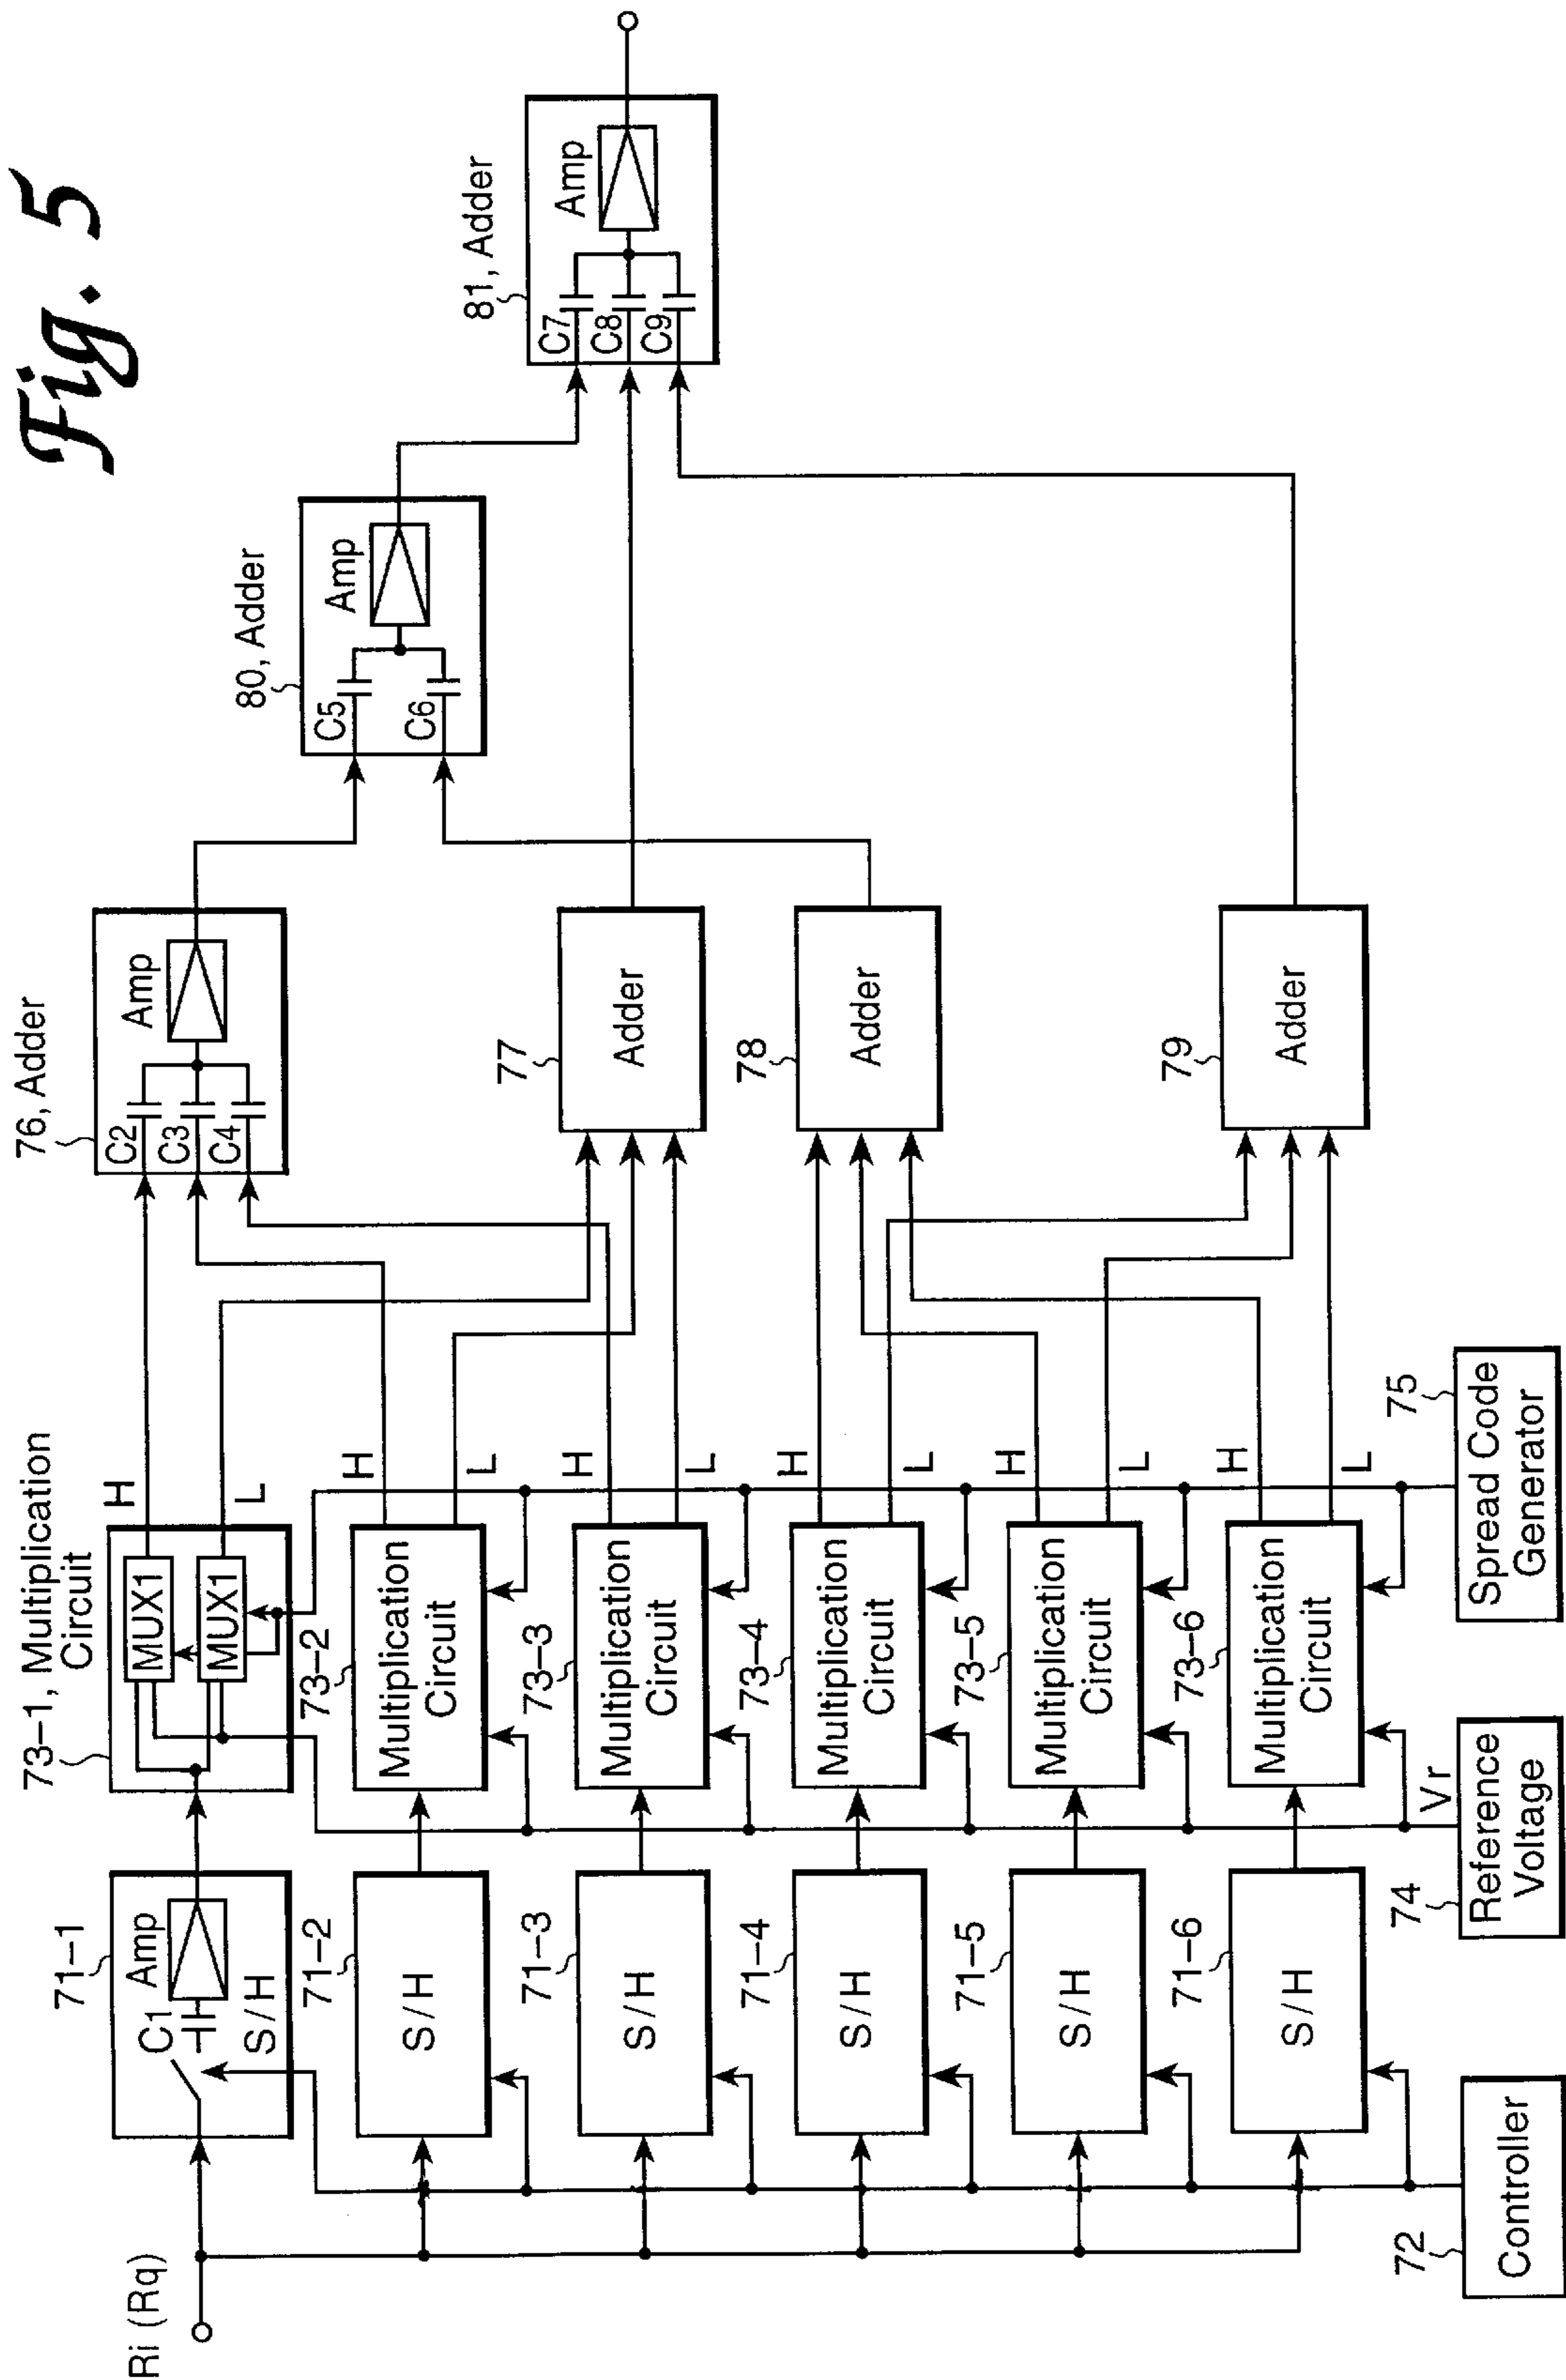 Fig. 5
Ri (Rq)
71–1
Amp
C1
S/H
71–2
S/H
71–3
S/H
71–4
S/H
71–5
S/H
71–6
S/H
72
Controller
73–1, Multiplication
Circuit
MUX1
MUX1
H
L
73–2
Multiplication
Circuit
H
L
73–3
Multiplication
Circuit
H
L
73–4
Multiplication
Circuit
H
L
73–5
Multiplication
Circuit
H
L
73–6
Multiplication
Circuit
H
L
Vr
74
Reference
Voltage
75
Spread Code
Generator
76, Adder
C2
C3
C4
Amp
77
Adder
78
Adder
79
Adder
80, Adder
C5
C6
Amp
81, Adder
C7
C8
C9
Amp